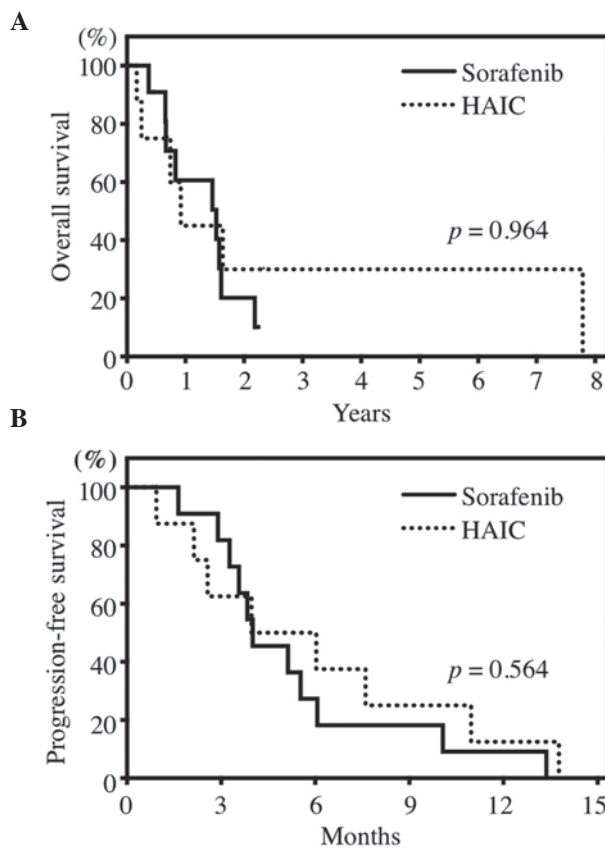 A
(%)
100
80
60
40
20
0
Overall survival
Sorafenib
HAIC
p = 0.964
0 1 2 3 4 5 6 7 8
Years
B
(%)
100
80
60
40
20
0
Progression-free survival
Sorafenib
HAIC
p = 0.564
0 3 6 9 12 15
Months